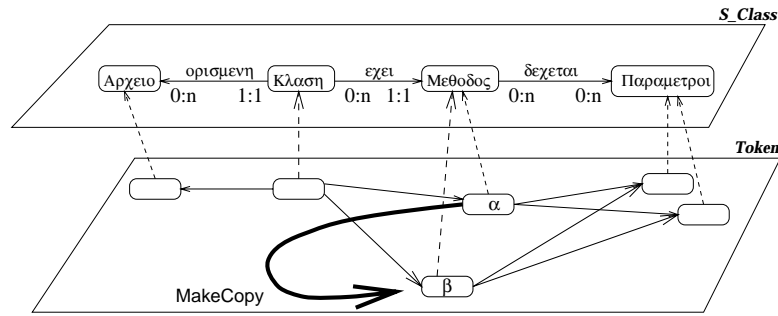 S_Class
ορισμενη εχει δεχεται
Αρχειο Κλαση Μεθοδος Παραμετροι
0:n 1:1 0:n 1:1 0:n 0:n
Token
α
β
MakeCopy